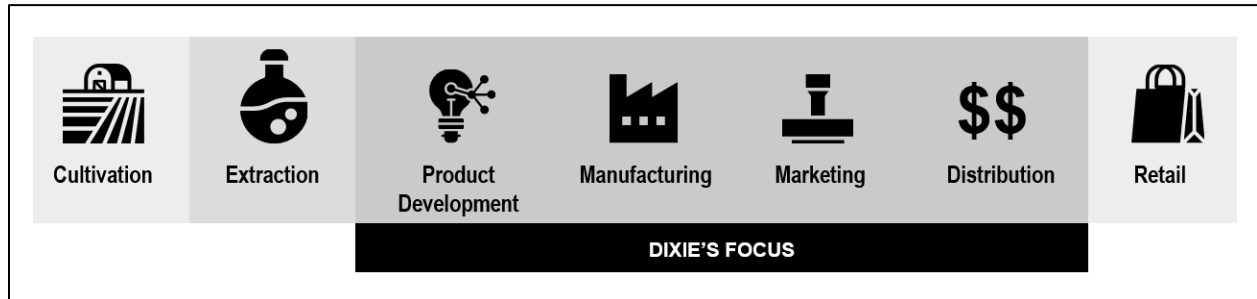 $$
Cultivation
Extraction
Product
Development
Manufacturing
Marketing
Distribution
Retail
DIXIE'S FOCUS